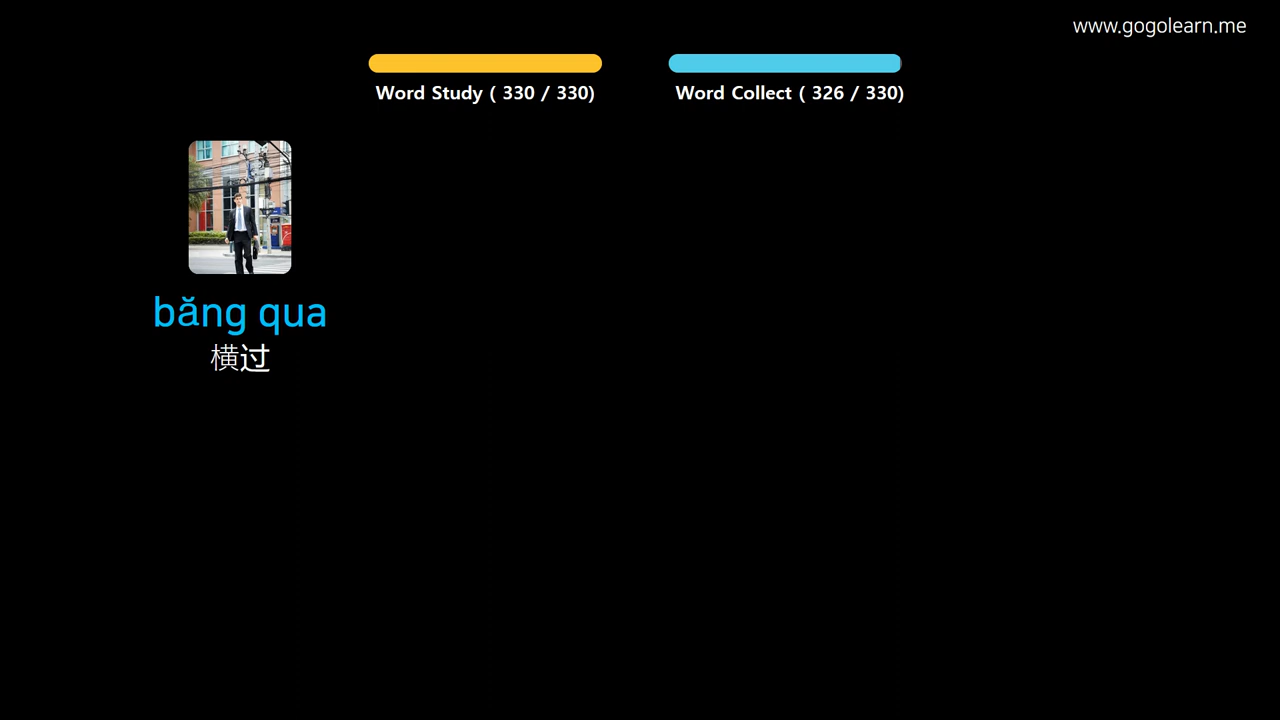 www.gogolearn.me
Word Study ( 330 / 330)
Word Collect ( 326 / 330)
băng qua
横过